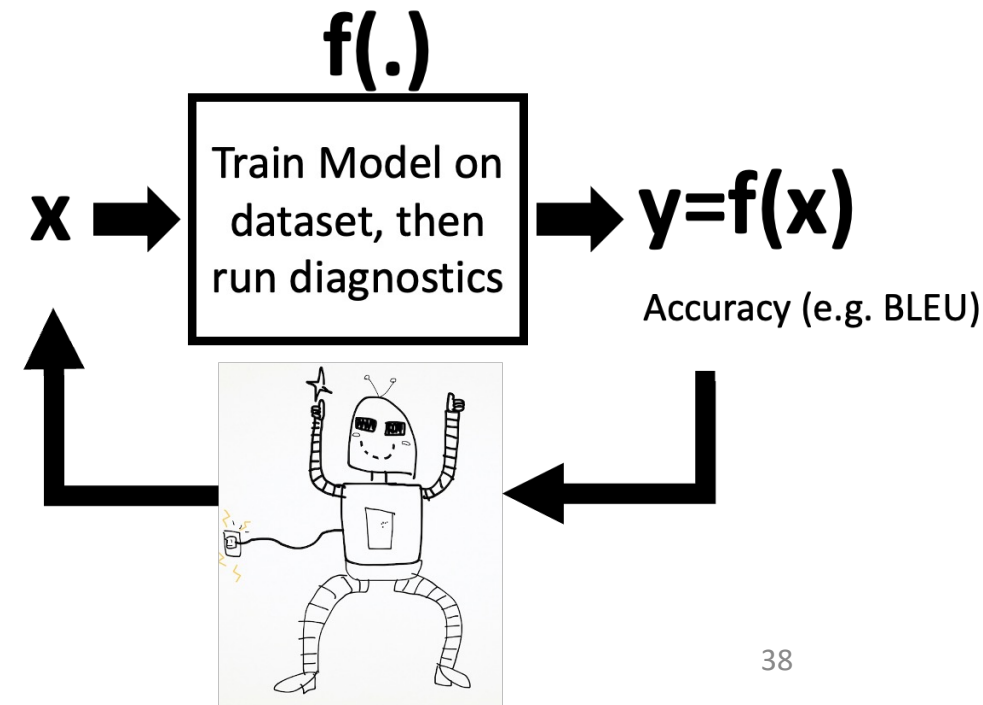 f(.)
Train Model on
dataset, then
run diagnostics
x
y=f(x)
Accuracy (e.g. BLEU)
38